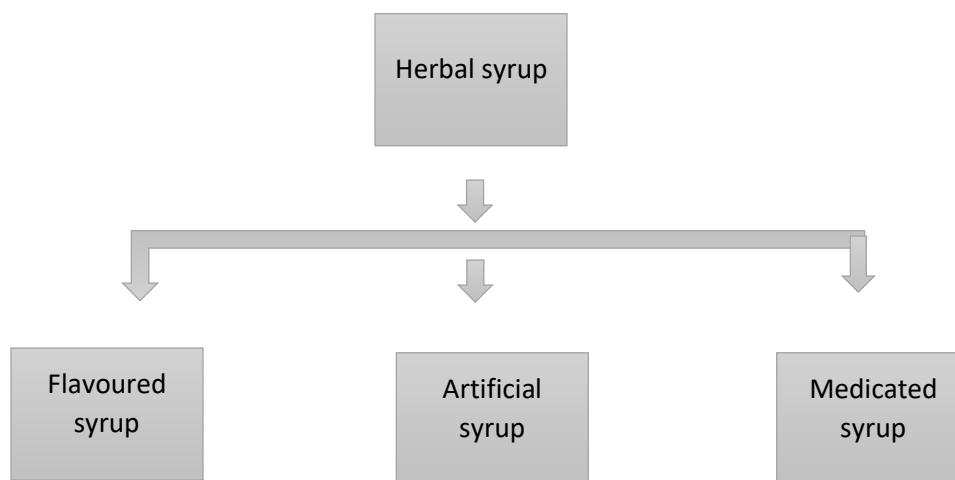 Herbal syrup
Flavoured
syrup
Artificial
syrup
Medicated
syrup